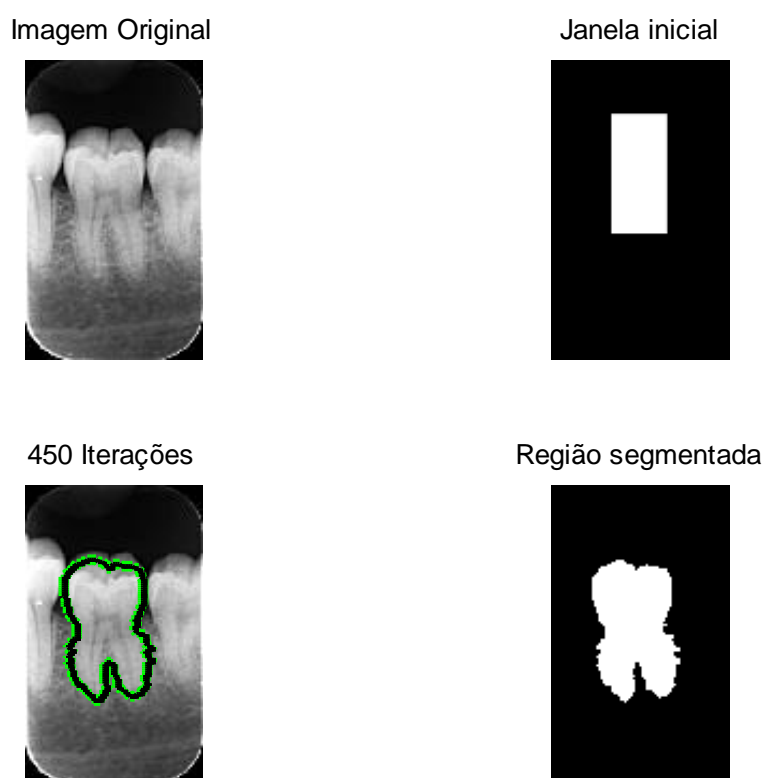 Imagem Original
Janela inicial
450 Iterações
Região segmentada